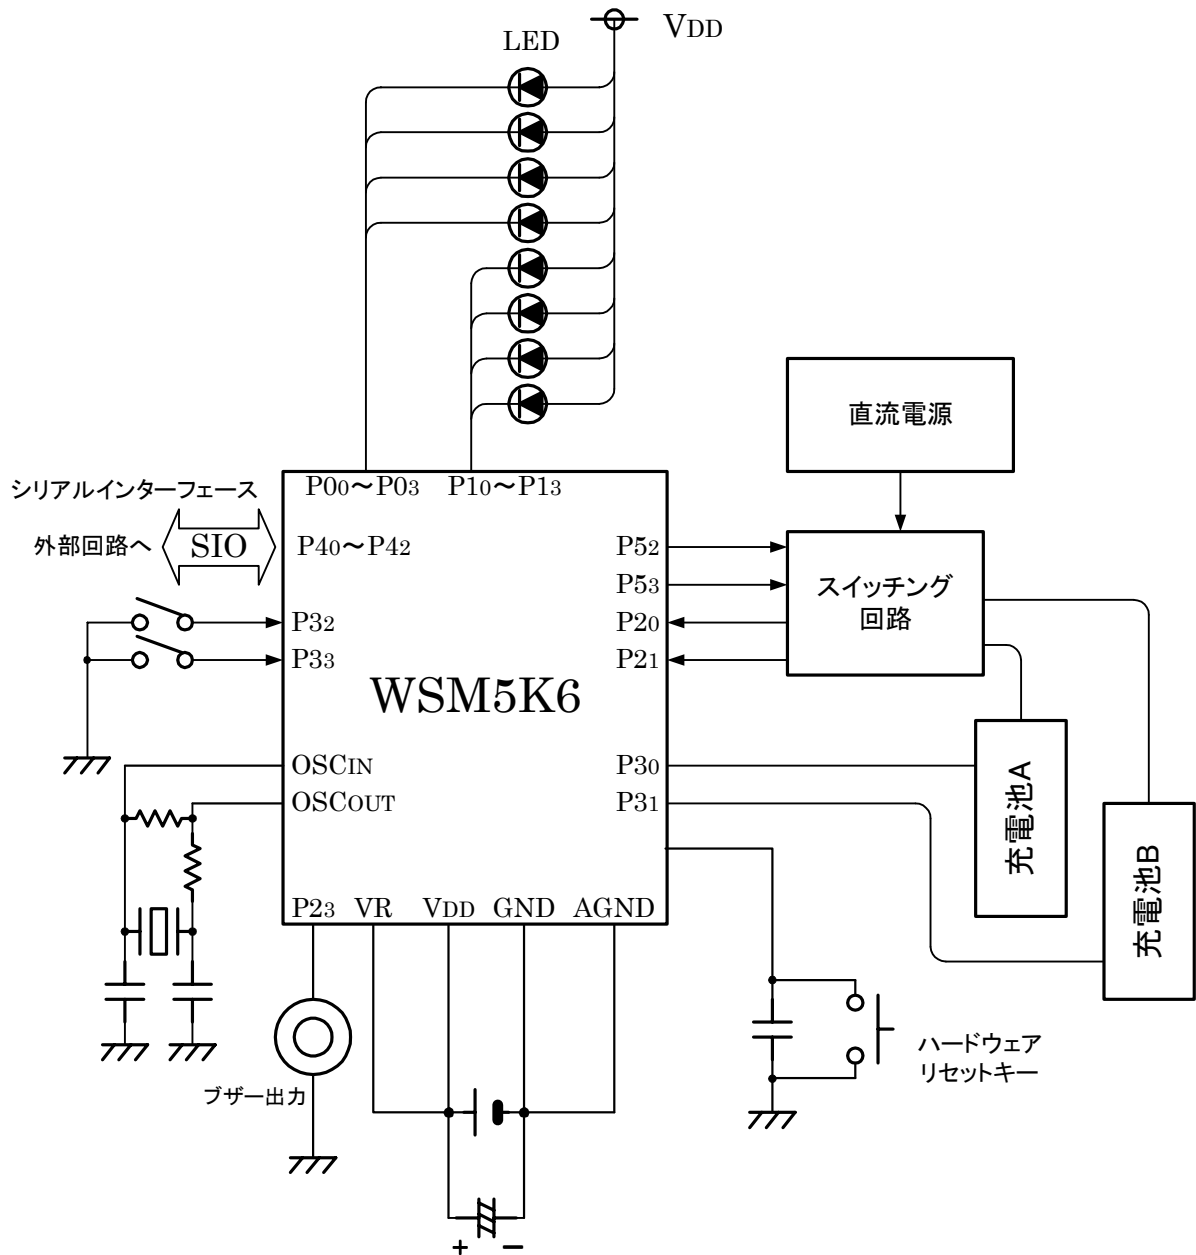 VDD
LED
直流電源
シリアルインターフェース
P00～P03 P10～P13
外部回路へ SIO P40～P42
P52
P53
スイッチング
回路
P32
P20
P33
P21
WSM5K6
OSCIN
P30
OSCOUT
P31
充電池A
充電池B
P23 VR VDD GND AGND
ハードウェア
リセットキー
ブザー出力
+ −